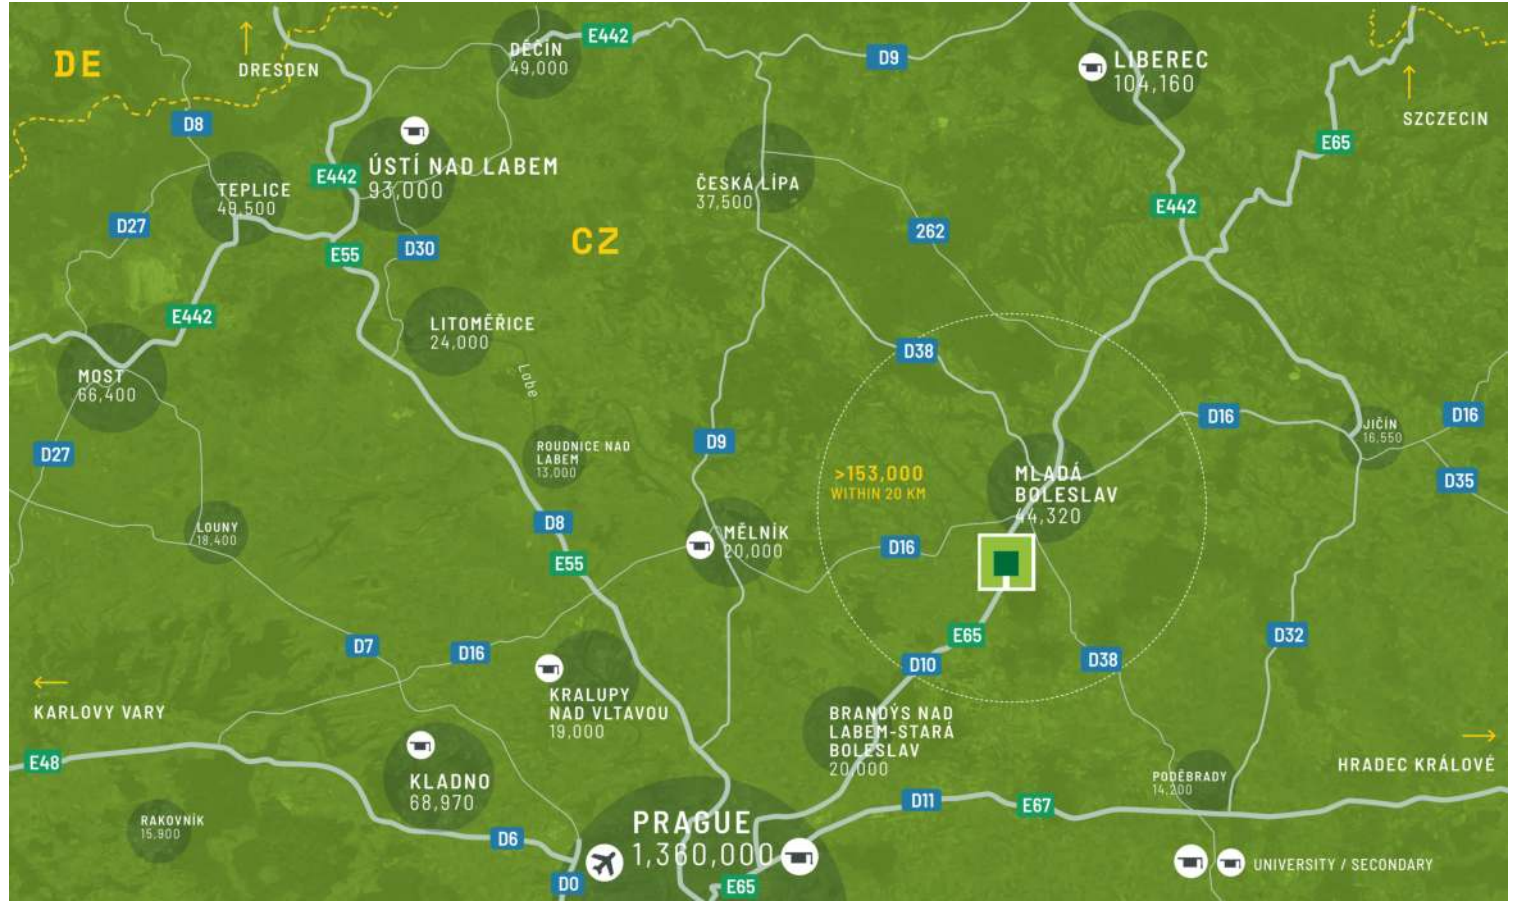 DE
DRESDEN
DĚČÍN
49,000
E442
D9
LIBEREC
104,160
SZCZECIN
D8
E65
E442
ÚSTÍ NAD LABEM
93,000
TEPLICE
49,500
ČESKÁ LÍPA
37,500
E442
D27
D30
262
CZ
E55
E442
LITOMĚŘICE
24,000
D38
Labe
MOST
66,400
D16
D16
JIČÍN
16,550
D27
ROUDNICE NAD
LABEM
13,000
D9
>153,000
WITHIN 20 KM
MLADÁ
BOLESLAV
44,320
D35
LOUNY
18,400
D8
MĚLNÍK
20,000
D16
E55
D7
D16
E65
D10
D38
D32
KARLOVY VARY
KRALUPY
NAD VLTAVOU
19,000
BRANDÝS NAD
LABEM-STARÁ
BOLESLAV
20,000
E48
KLADNO
68,970
PODĚBRADY
14,200
HRADEC KRÁLOVÉ
RAKOVNÍK
15,900
D6
PRAGUE
1,360,000
D11
E67
D0
E65
UNIVERSITY / SECONDARY